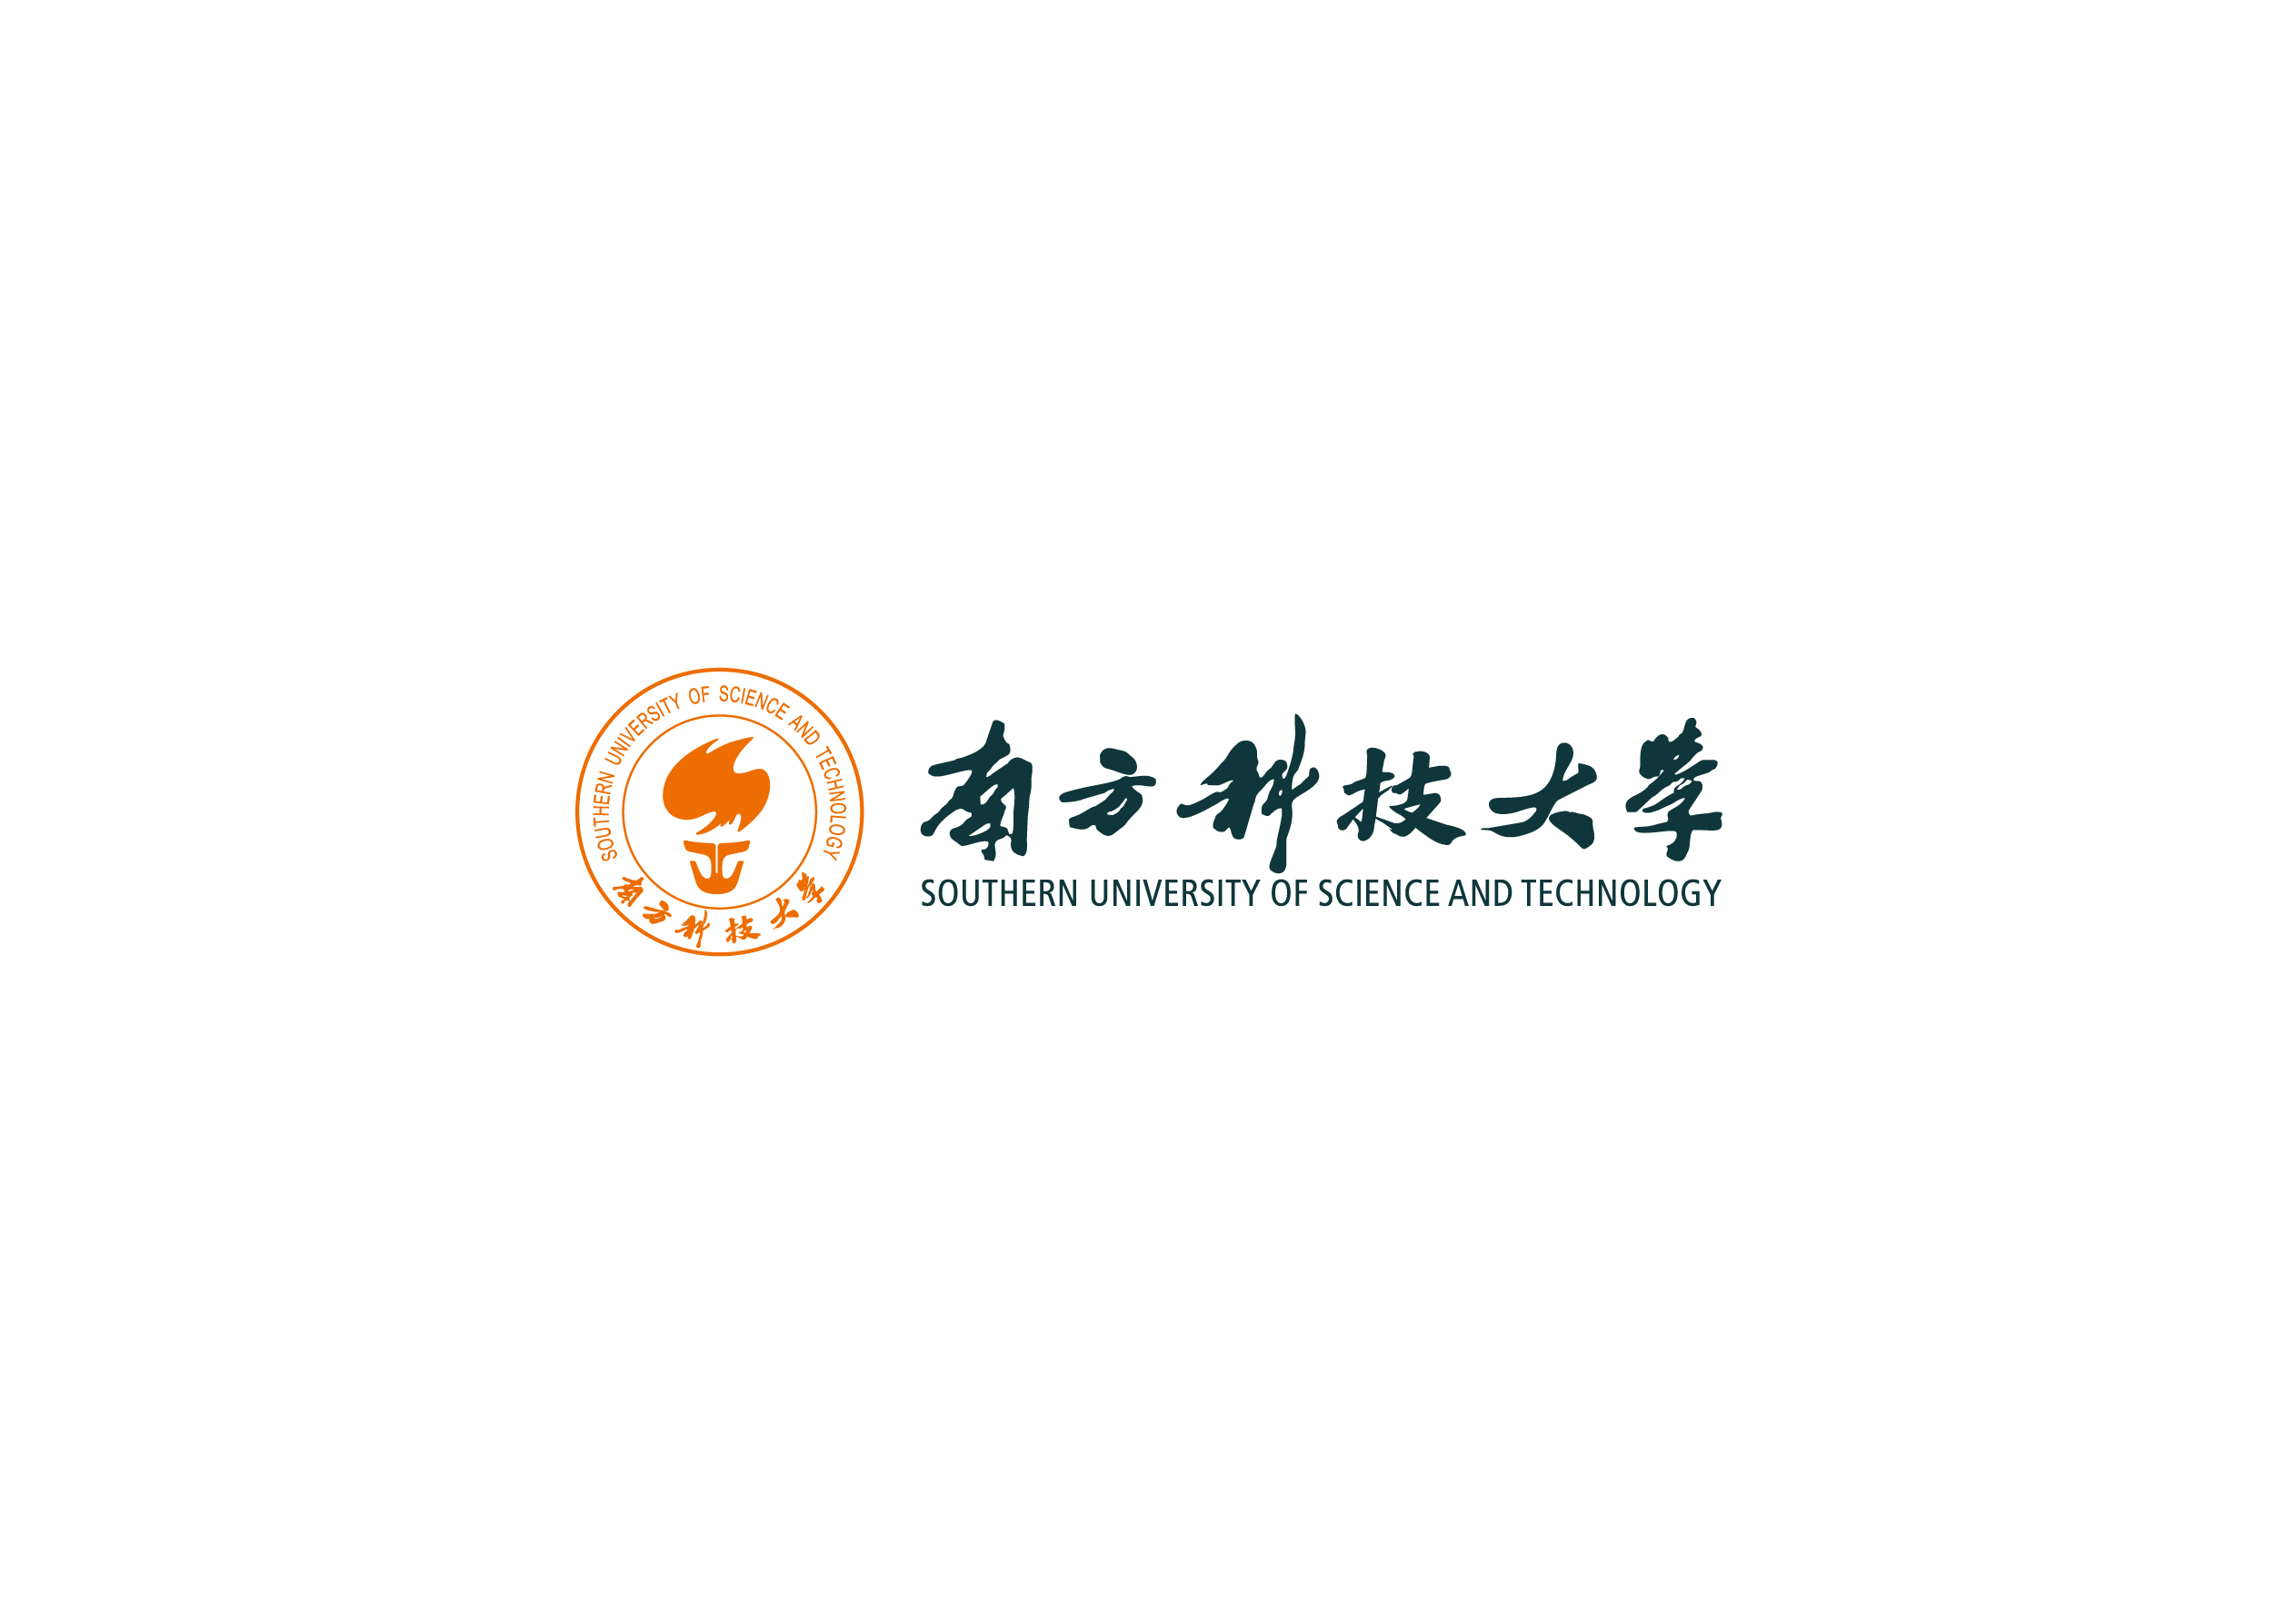 SOUTHERN UNIVERSITY OF SCIENCE AND TECHNOLOGY
南方科技大学
南方科技大学
SOUTHERN UNIVERSITY OF SCIENCE AND TECHNOLOGY